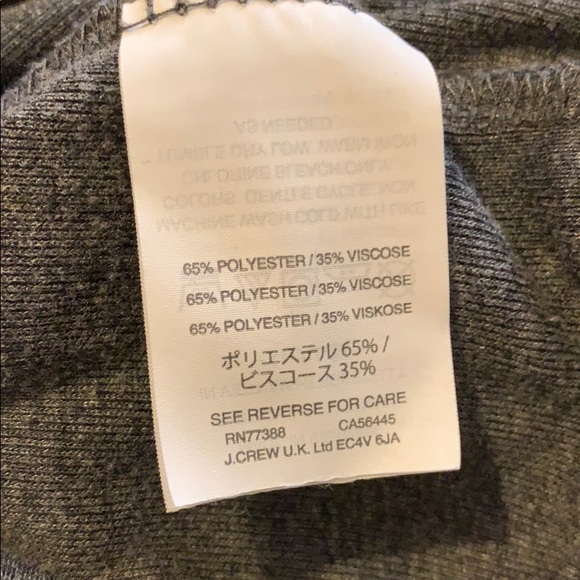 65% POLYESTER / 35% VISCOSE
65% POLYESTER / 35% VISCOSE
65% POLYESTER / 35% VISKOSE
ポリエステル 65% /
ビスコース 35%
SEE REVERSE FOR CARE
RN77388 CA56445
J.CREW U.K. Ltd EC4V 6JA